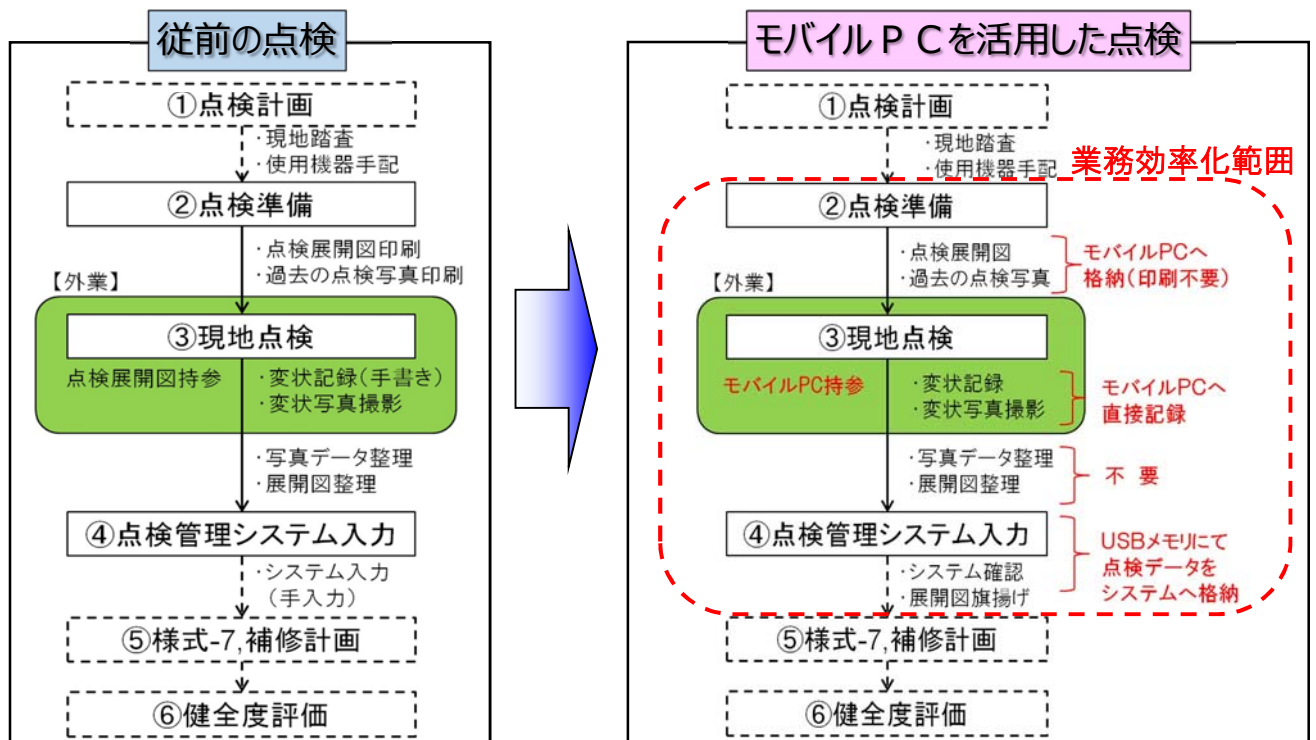 従前の点検
①点検計画
・現地踏査
・使用機器手配
②点検準備
・点検展開図印刷
・過去の点検写真印刷
【外業】
③現地点検
点検展開図持参
・変状記録(手書き)
・変状写真撮影
・写真データ整理
・展開図整理
④点検管理システム入力
・システム入力
(手入力)
⑤様式-7,補修計画
⑥健全度評価
モバイルPCを活用した点検
①点検計画
・現地踏査
・使用機器手配
業務効率化範囲
②点検準備
・点検展開図
・過去の点検写真
モバイルPCへ
格納(印刷不要)
【外業】
③現地点検
モバイルPC持参
・変状記録
・変状写真撮影
モバイルPCへ
直接記録
・写真データ整理
・展開図整理
不 要
④点検管理システム入力
・システム確認
・展開図旗揚げ
USBメモリにて
点検データを
システムへ格納
⑤様式-7,補修計画
⑥健全度評価